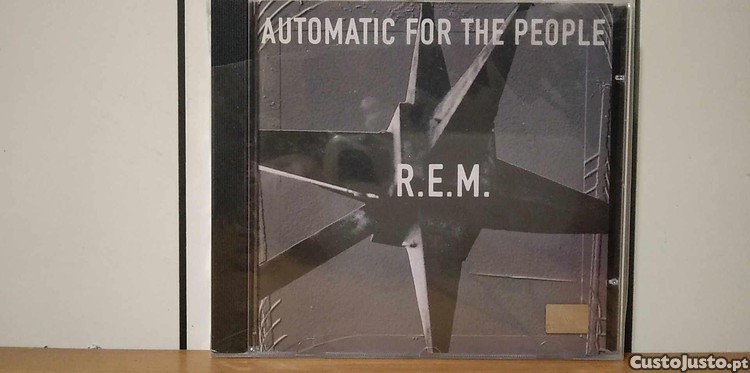 AUTOMATIC FOR THE PEOPLE
R.E.M.
CustoJusto.pt